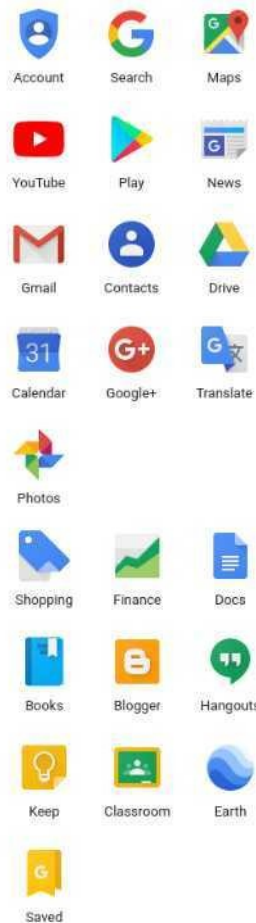 Account Search Maps
YouTube Play News
Gmail Contacts Drive
31
Calendar Google+ Translate
Photos
Shopping Finance Docs
Books Blogger Hangouts
Keep Classroom Earth
Saved